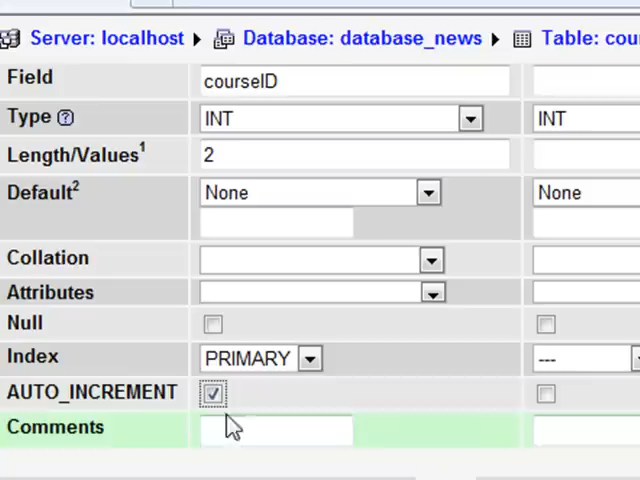 Server: localhost ▸ Database: database_news ▸ Table: cou
Field courseID
Type ? INT INT
Length/Values1 2
Default2 None None
Collation
Attributes
Null
Index PRIMARY ---
AUTO_INCREMENT
Comments